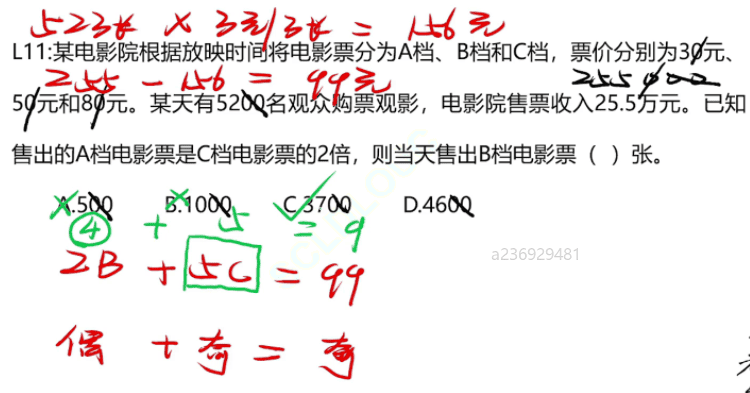 52张 × 3元/张 = 156元
L11:某电影院根据放映时间将电影票分为A档、B档和C档，票价分别为30元、
255 - 156 = 99元
255000
50元和80元。某天有5200名观众购票观影，电影院售票收入25.5万元。已知
售出的A档电影票是C档电影票的2倍，则当天售出B档电影票（ ）张。
A.500 B.1000 C.3700 D.4600
④ + 5 = 9
2B + 5C = 99
a236929481
偶 + 奇 = 奇